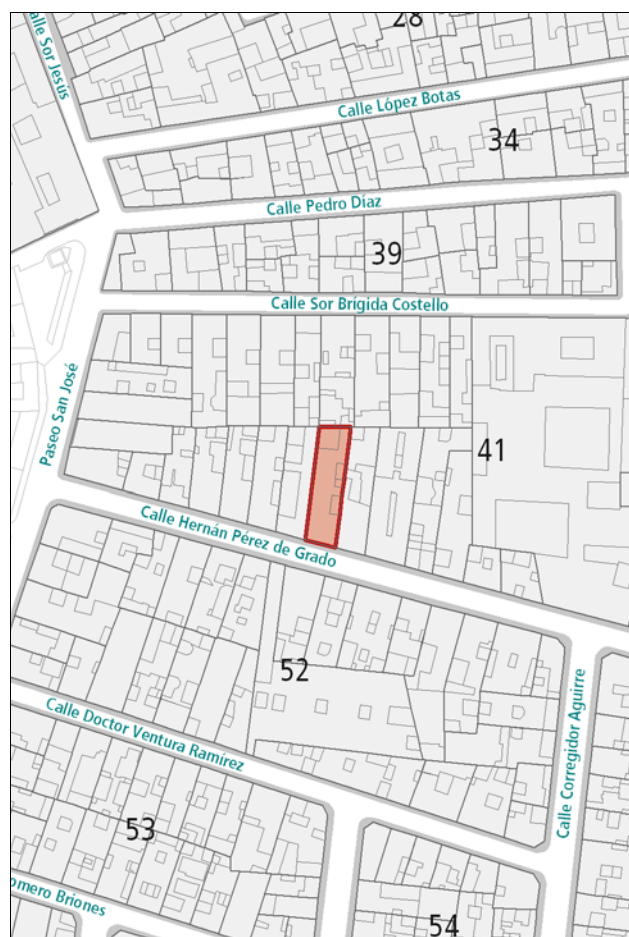 28
alle Sor Jesús
Calle López Botas
34
Calle Pedro Díaz
39
Calle Sor Brígida Costello
Paseo San José
41
Calle Hernán Pérez de Grado
52
Calle Corregidor Aguirre
Calle Doctor Ventura Ramírez
53
omero Briones
54